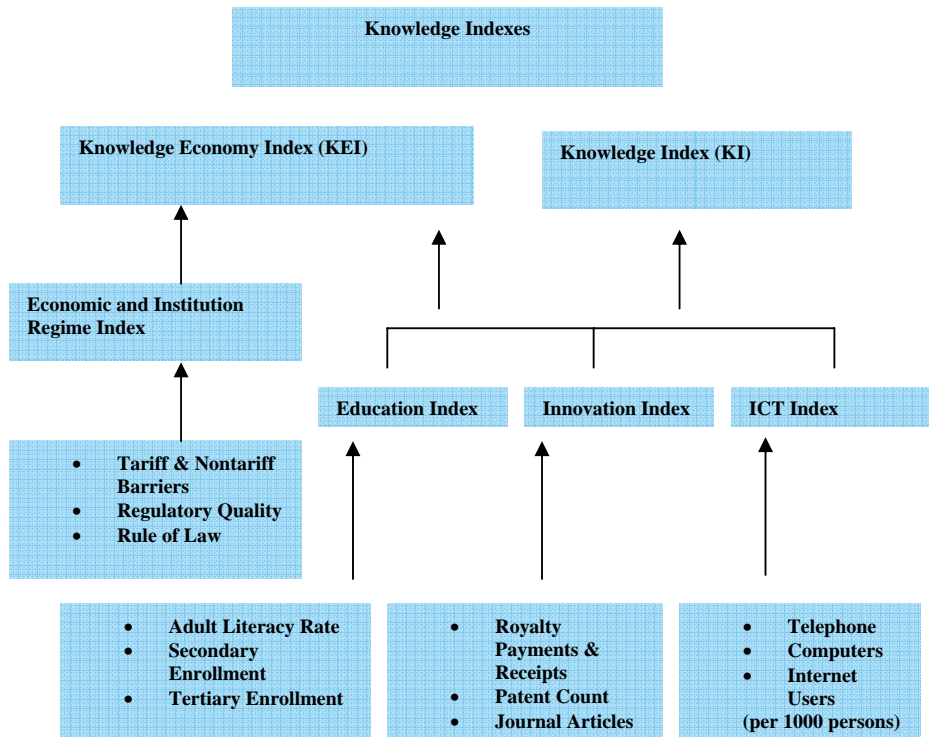 Knowledge Indexes
Knowledge Economy Index (KEI)
Knowledge Index (KI)
Economic and Institution
Regime Index
Education Index
Innovation Index
ICT Index
• Tariff & Nontariff
Barriers
• Regulatory Quality
• Rule of Law
• Adult Literacy Rate
• Secondary
Enrollment
• Tertiary Enrollment
• Royalty
Payments &
Receipts
• Patent Count
• Journal Articles
• Telephone
• Computers
• Internet
Users
(per 1000 persons)